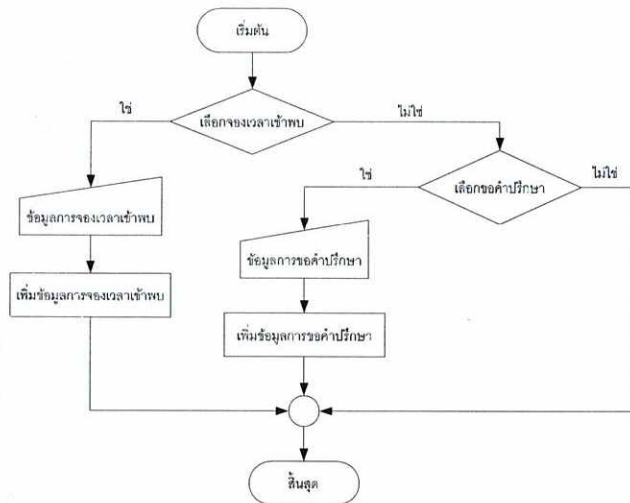 เริ่มต้น
ใช่
เลือกจองเวลาเข้าพบ
ไม่ใช่
ใช่
เลือกขอคำปรึกษา
ไม่ใช่
ข้อมูลการจองเวลาเข้าพบ
ข้อมูลการขอคำปรึกษา
เพิ่มข้อมูลการจองเวลาเข้าพบ
เพิ่มข้อมูลการขอคำปรึกษา
สิ้นสุด